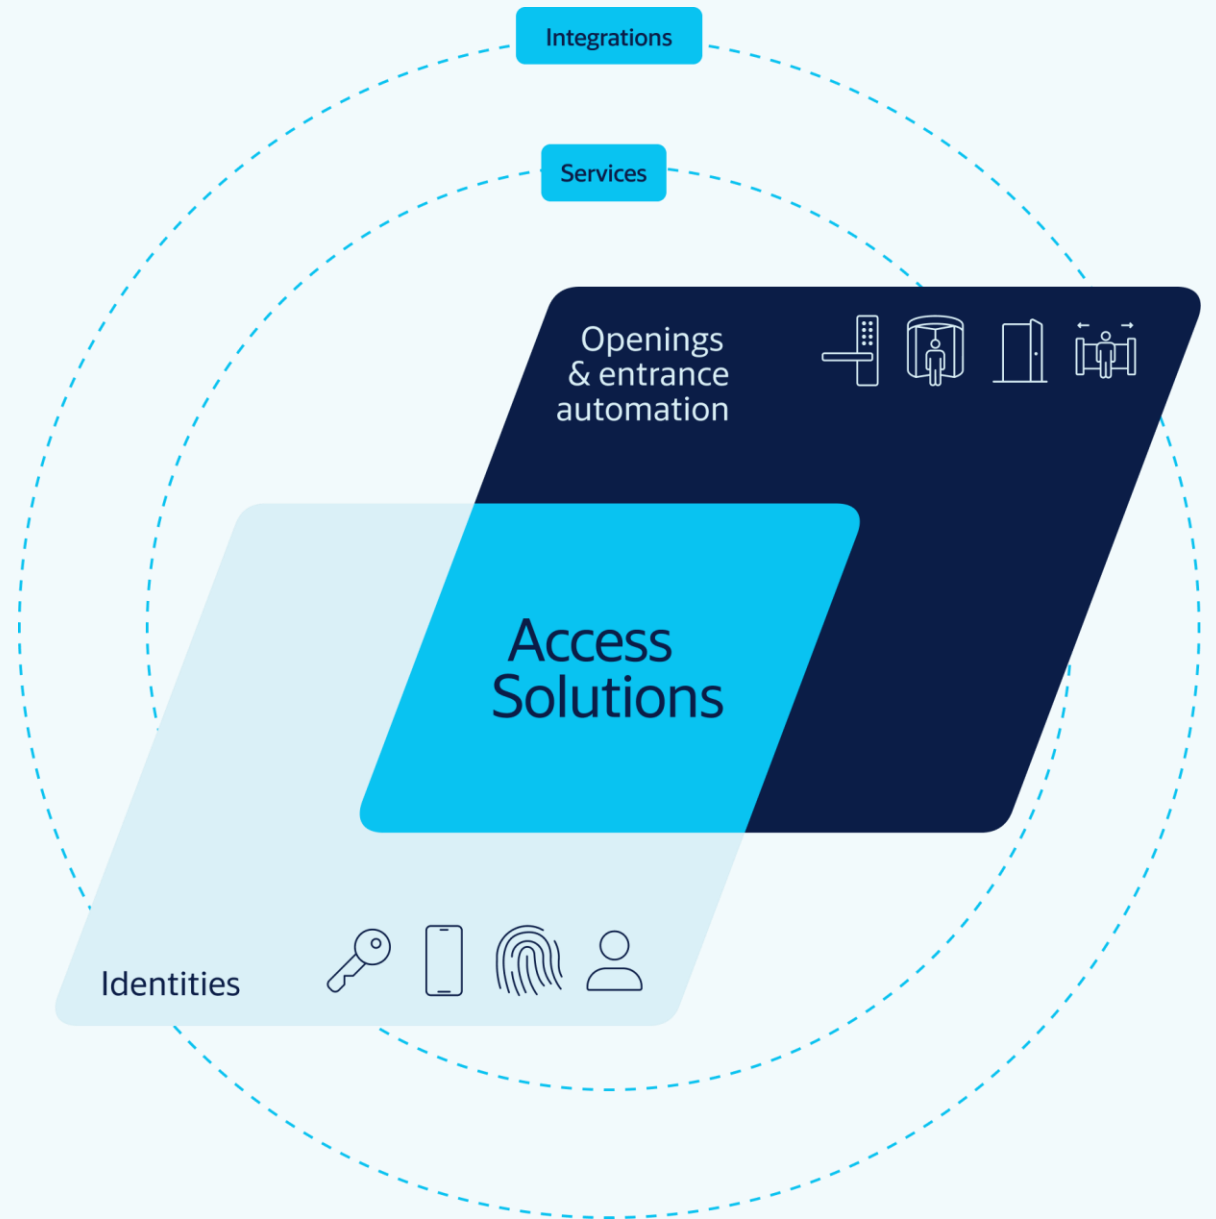 Integrations
Services
Openings
& entrance
automation
Access
Solutions
Identities